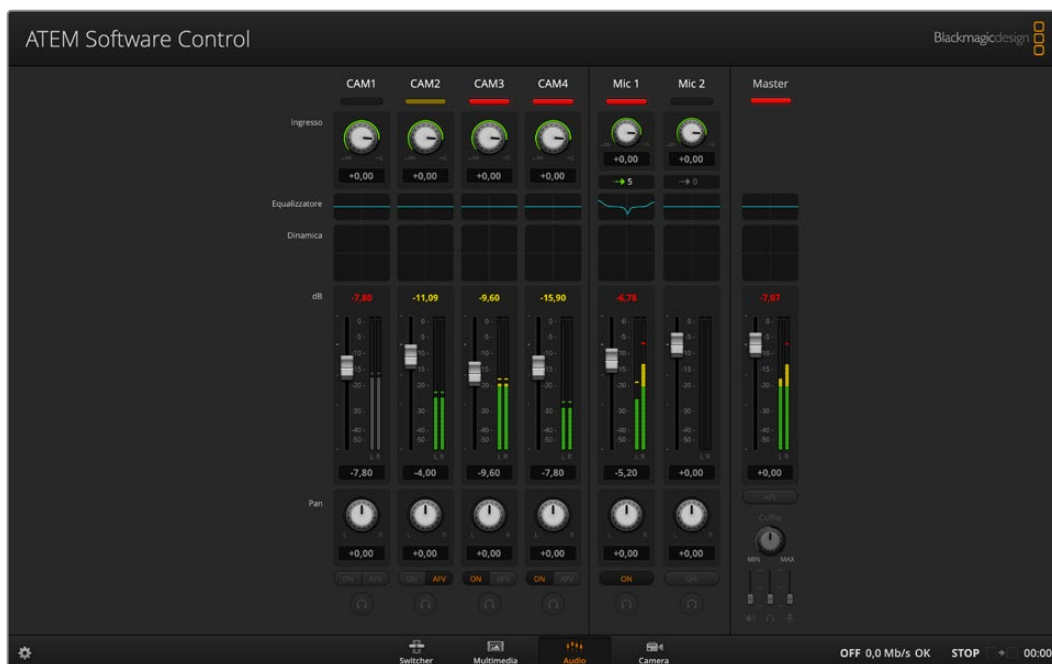 ATEM Software Control
Blackmagicdesign
CAM1 CAM2 CAM3 CAM4 Mic 1 Mic 2 Master
Ingresso
+0,00 +0,00
+0,00 +0,00 +0,00 +0,00
5 0
Equalizzatore
Dinamica
dB -7,80 -11,09 -9,60 -15,90 -6,78 -7,07
L R L R L R L R L R L R L R
-7,80 -4,00 -9,60 -7,80 -5,20 +0,00 +0,00
Pan
AFV
Cuffie
L R L R L R L R L R L R
+0,00 +0,00 +0,00 +0,00 +0,00 +0,00
MIN MAX
ON AFV ON AFV ON AFV ON AFV ON OFF
Switcher Multimedia Audio Camera
OFF 0,0 Mb/s OK STOP 00:00